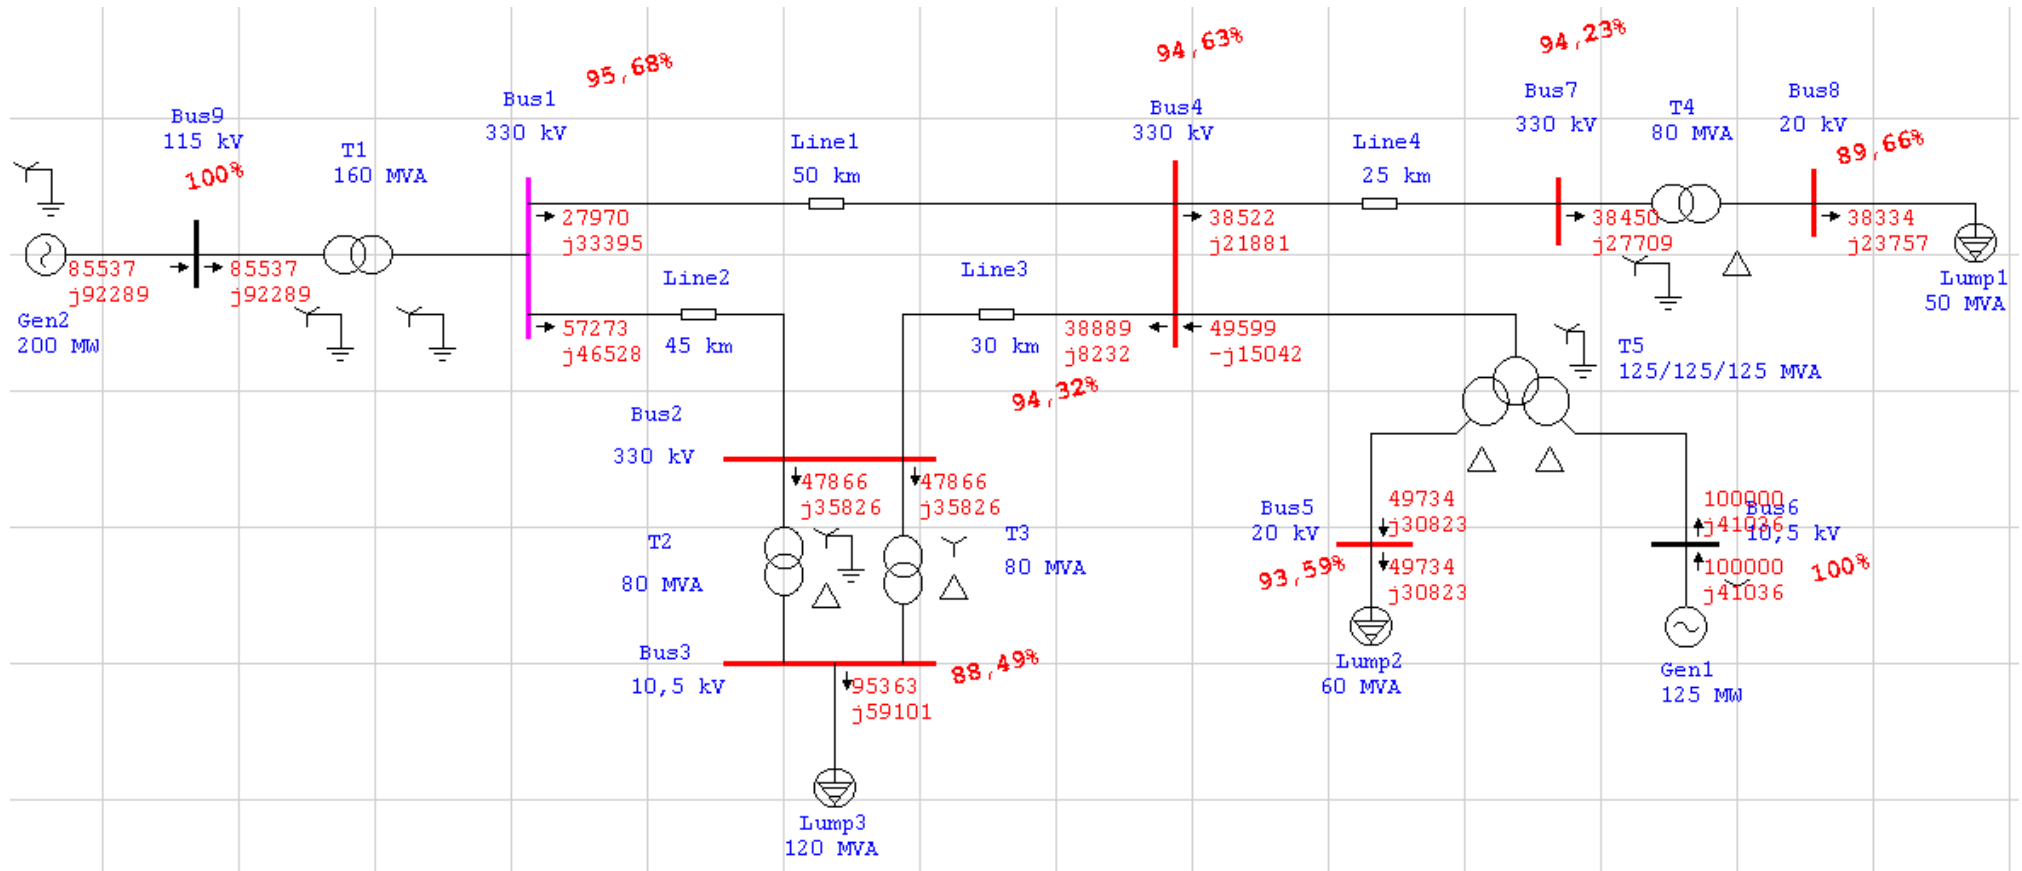 95,68%
94,63%
94,23%
Bus9
115 kV
100%
T1
160 MVA
Bus1
330 kV
Line1
50 km
Bus4
330 kV
Line4
25 km
Bus7
330 kV
T4
80 MVA
Bus8
20 kV
89,66%
27970
j33395
38522
j21881
38450
j27709
38334
j23757
85537
j92289
85537
j92289
Gen2
200 MW
Line2
45 km
57273
j46528
Line3
30 km
38889
j8232
49599
-j15042
94,32%
Lump1
50 MVA
T5
125/125/125 MVA
Bus2
330 kV
47866
j35826
47866
j35826
T2
80 MVA
T3
80 MVA
Bus5
20 kV
49734
j30823
49734
j30823
93,59%
100000
j41036
Bus6
10,5 kV
100000
j41036
100%
Bus3
10,5 kV
88,49%
95363
j59101
Lump2
60 MVA
Gen1
125 MW
Lump3
120 MVA